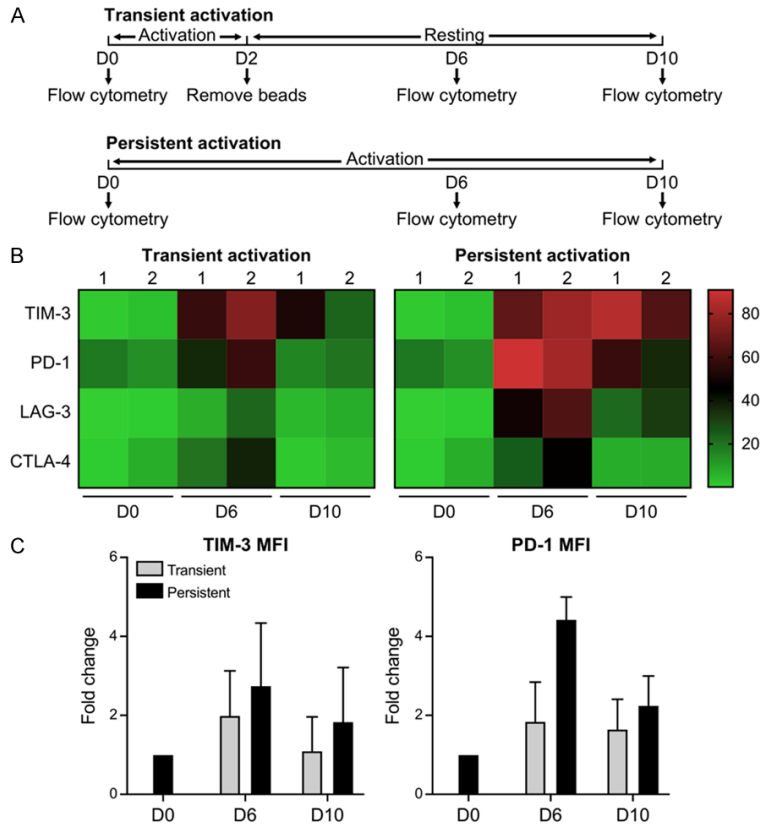 A
Transient activation
Activation Resting
D0 D2 D6 D10
Flow cytometry Remove beads Flow cytometry Flow cytometry
Persistent activation
Activation
D0 D6 D10
Flow cytometry Flow cytometry Flow cytometry
B
Transient activation Persistent activation
1 2 1 2 1 2 1 2 1 2 1 2
TIM-3
PD-1
LAG-3
CTLA-4
80
60
40
20
D0 D6 D10 D0 D6 D10
C
TIM-3 MFI PD-1 MFI
Transient
Persistent
Fold change
6
4
2
0
D0 D6 D10
Fold change
6
4
2
0
D0 D6 D10